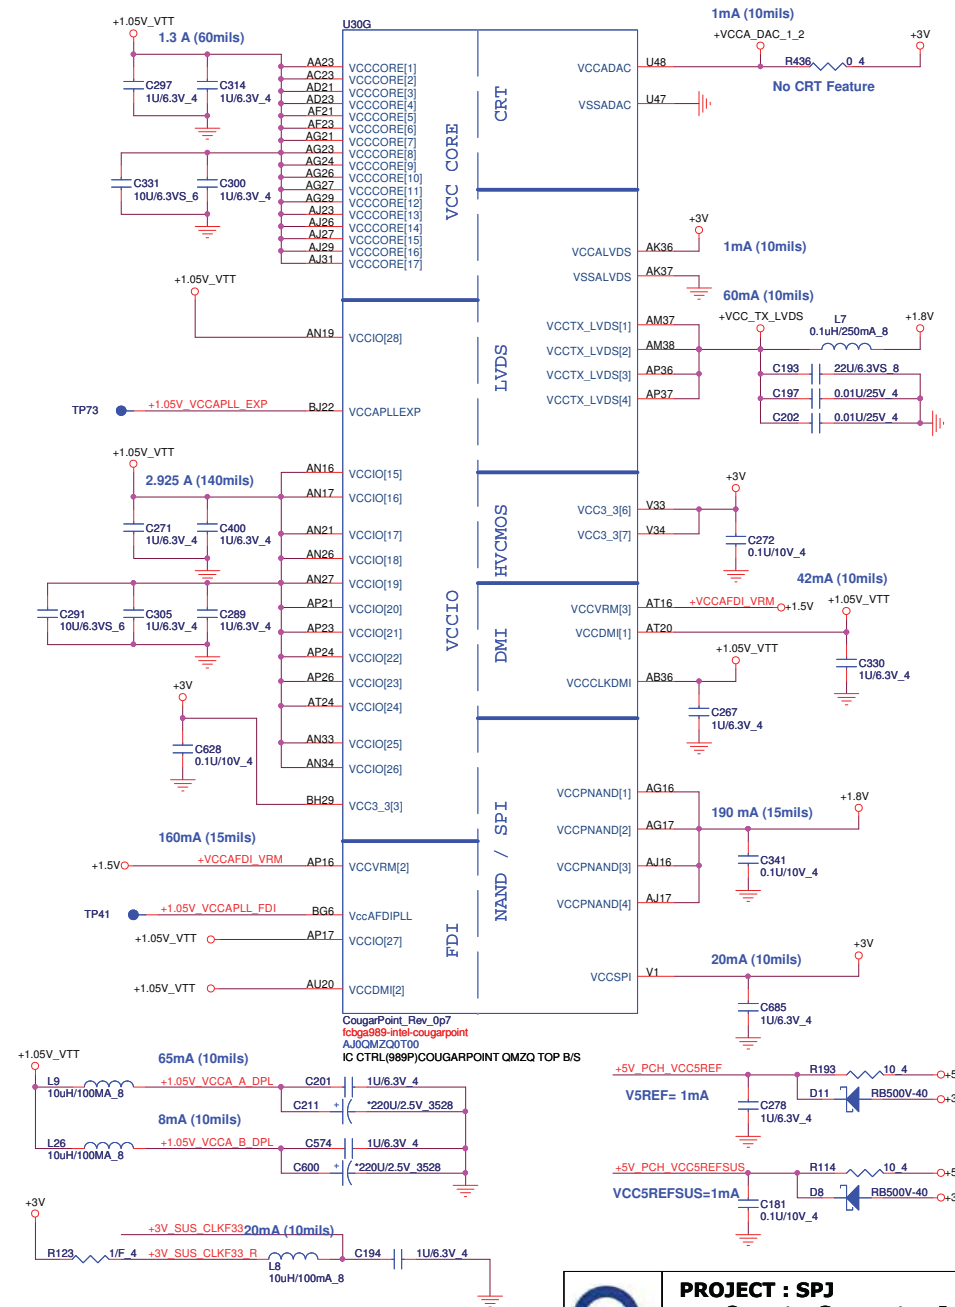 U30G
+1.05V_VTT
1.3 A (60mils)
C297
1U/6.3V_4
C314
1U/6.3V_4
C331
10U/6.3VS_6
C300
1U/6.3V_4
AA23 VCCCORE[1]
AC23 VCCCORE[2]
AD21 VCCCORE[3]
AD23 VCCCORE[4]
AF21 VCCCORE[5]
AF23 VCCCORE[6]
AG21 VCCCORE[7]
AG23 VCCCORE[8]
AG24 VCCCORE[9]
AG26 VCCCORE[10]
AG27 VCCCORE[11]
AG29 VCCCORE[12]
AJ23 VCCCORE[13]
AJ26 VCCCORE[14]
AJ27 VCCCORE[15]
AJ29 VCCCORE[16]
AJ31 VCCCORE[17]
VCC CORE
CRT
1mA (10mils)
+VCCA_DAC_1_2
+3V
VCCADAC U48
R436 0_4
No CRT Feature
VSSADAC U47
+1.05V_VTT
AN19 VCCIO[28]
TP73
+1.05V_VCCAPLL_EXP
BJ22 VCCAPLLEXP
LVDS
+3V
VCCALVDS AK36
1mA (10mils)
VSSALVDS AK37
60mA (10mils)
+VCC_TX_LVDS
L7
0.1uH/250mA_8
+1.8V
VCCTX_LVDS[1] AM37
VCCTX_LVDS[2] AM38
VCCTX_LVDS[3] AP36
VCCTX_LVDS[4] AP37
C193 22U/6.3VS_8
C197 0.01U/25V_4
C202 0.01U/25V_4
+1.05V_VTT
2.925 A (140mils)
C271
1U/6.3V_4
C400
1U/6.3V_4
C291
10U/6.3VS_6
C305
1U/6.3V_4
C289
1U/6.3V_4
AN16 VCCIO[15]
AN17 VCCIO[16]
AN21 VCCIO[17]
AN26 VCCIO[18]
AN27 VCCIO[19]
AP21 VCCIO[20]
AP23 VCCIO[21]
AP24 VCCIO[22]
AP26 VCCIO[23]
AT24 VCCIO[24]
AN33 VCCIO[25]
AN34 VCCIO[26]
VCCIO
+3V
C628
0.1U/10V_4
BH29 VCC3_3[3]
HVCMOS
+3V
VCC3_3[6] V33
VCC3_3[7] V34
C272
0.1U/10V_4
DMI
42mA (10mils)
VCCVRM[3] AT16
+VCCAFDI_VRM
+1.5V
+1.05V_VTT
VCCDMI[1] AT20
C330
1U/6.3V_4
+1.05V_VTT
VCCCLKDMI AB36
C267
1U/6.3V_4
NAND / SPI
VCCPNAND[1] AG16
VCCPNAND[2] AG17
VCCPNAND[3] AJ16
VCCPNAND[4] AJ17
190 mA (15mils)
+1.8V
C341
0.1U/10V_4
160mA (15mils)
+1.5V
+VCCAFDI_VRM
AP16 VCCVRM[2]
TP41
+1.05V_VCCAPLL_FDI
BG6 VccAFDIPLL
+1.05V_VTT
AP17 VCCIO[27]
+1.05V_VTT
AU20 VCCDMI[2]
FDI
+3V
20mA (10mils)
VCCSPI V1
C685
1U/6.3V_4
CougarPoint_Rev_0p7
fcbga989-intel-cougarpoint
AJ0QMZQ0T00
IC CTRL(989P)COUGARPOINT QMZQ TOP B/S
+1.05V_VTT
65mA (10mils)
L9
10uH/100MA_8
+1.05V_VCCA_A_DPL
C201 1U/6.3V_4
C211 + *220U/2.5V_3528
8mA (10mils)
L26
10uH/100MA_8
+1.05V_VCCA_B_DPL
C574 1U/6.3V_4
C600 + *220U/2.5V_3528
+3V
+3V_SUS_CLKF33
20mA (10mils)
R123 1/F_4
+3V_SUS_CLKF33_R
L8
10uH/100mA_8
C194 1U/6.3V_4
+5V_PCH_VCC5REF
R193 10_4
+5
V5REF= 1mA
D11 RB500V-40
+3
C278
1U/6.3V_4
+5V_PCH_VCC5REFSUS
R114 10_4
+5
VCC5REFSUS=1mA
D8 RB500V-40
+3
C181
0.1U/10V_4
PROJECT : SPJ